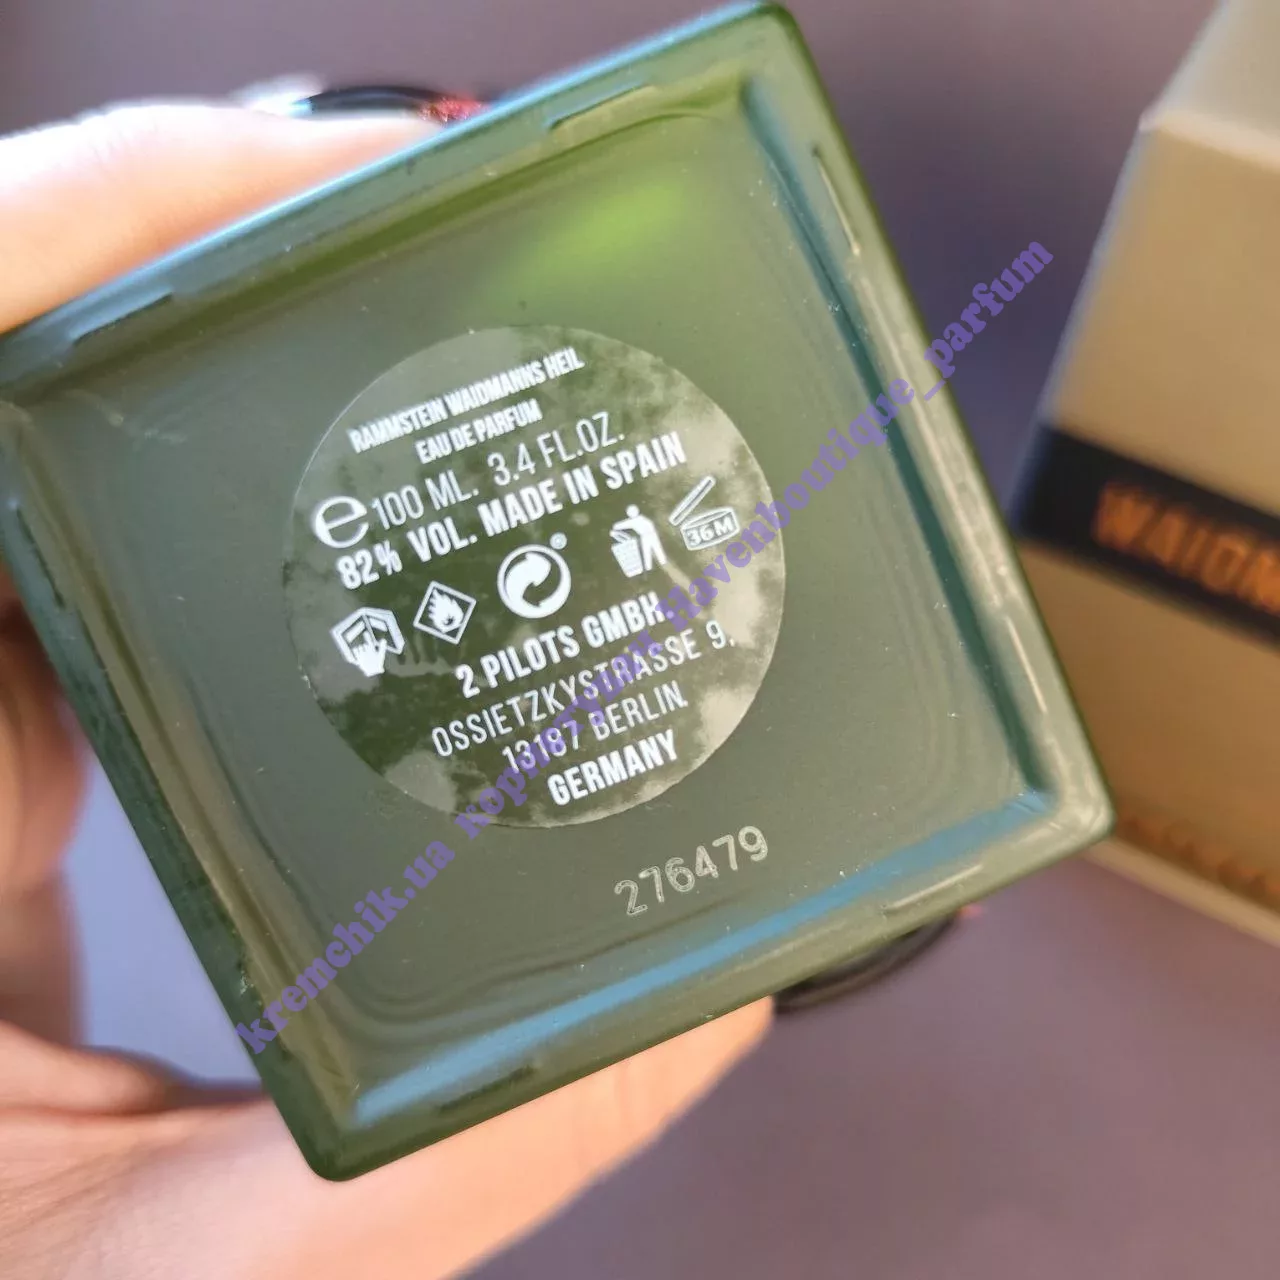 RAMMSTEIN WAIDMANNS HEIL
EAU DE PARFUM
e 100 ML. 3.4 FL.OZ.
82% VOL. MADE IN SPAIN
36M
2 PILOTS GMBH.
OSSIETZKYSTRASSE 9.
13187 BERLIN.
GERMANY
276479
kremchik.ua копіруниі Havenboutique_parfum